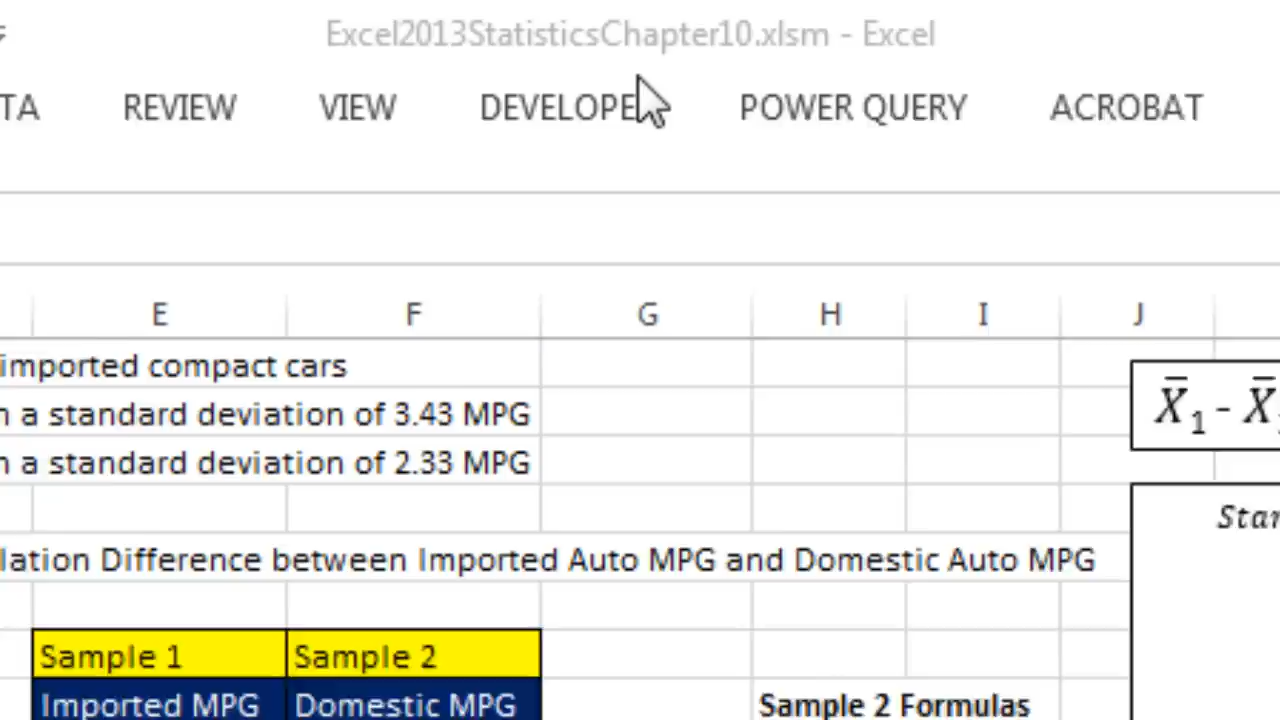 Excel2013StatisticsChapter10.xlsm - Excel
TA REVIEW VIEW DEVELOPE POWER QUERY ACROBAT
E F G H I J
imported compact cars
X̄1 - X̄
a standard deviation of 3.43 MPG
a standard deviation of 2.33 MPG
lation Difference between Imported Auto MPG and Domestic Auto MPG
Sample 1 Sample 2
Imported MPG Domestic MPG Sample 2 Formulas